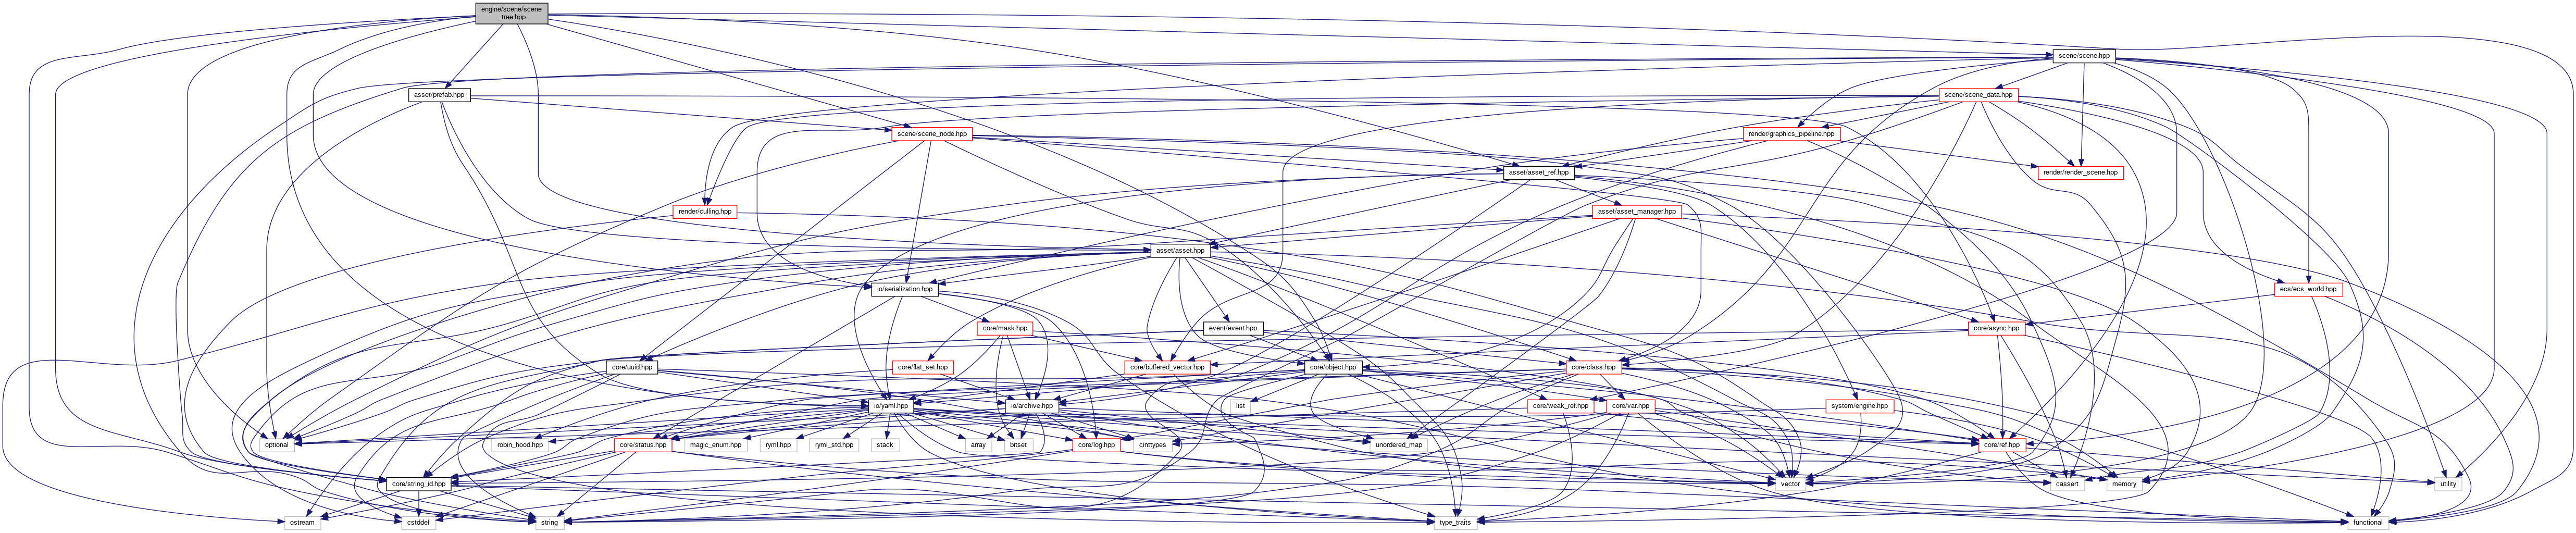 engine/scene/scene
_tree.hpp
scene/scene.hpp
asset/prefab.hpp
scene/scene_data.hpp
scene/scene_node.hpp
render/graphics_pipeline.hpp
asset/asset_ref.hpp
render/render_scene.hpp
render/culling.hpp
asset/asset_manager.hpp
asset/asset.hpp
io/serialization.hpp
ecs/ecs_world.hpp
core/mask.hpp
event/event.hpp
core/async.hpp
core/uuid.hpp
core/flat_set.hpp
core/buffered_vector.hpp
core/object.hpp
core/class.hpp
list
io/yaml.hpp
io/archive.hpp
core/weak_ref.hpp
core/var.hpp
system/engine.hpp
optional
robin_hood.hpp
core/status.hpp
magic_enum.hpp
ryml.hpp
ryml_std.hpp
stack
array
bitset
core/log.hpp
cinttypes
unordered_map
core/ref.hpp
core/string_id.hpp
vector
cassert
memory
utility
ostream
cstddef
string
type_traits
functional